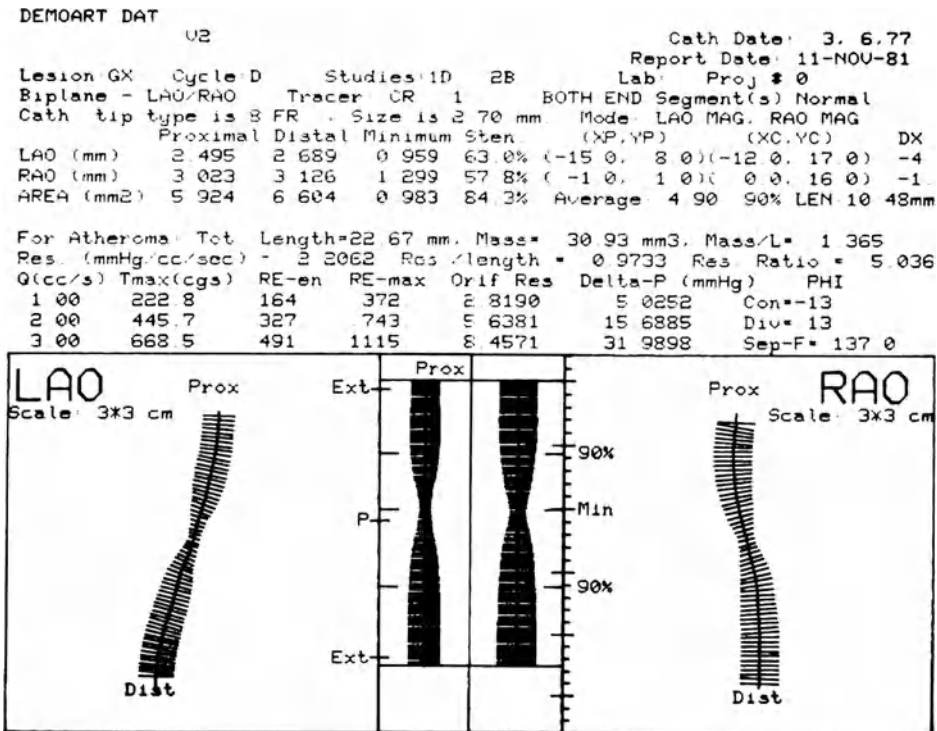 DEMOART DAT
V2
Cath Date: 3. 6.77
Report Date: 11-NOV-81
Lesion GX Cycle D Studies 1D 2B Lab: Proj # 0
Biplane - LAO/RAO Tracer CR 1 BOTH END Segment(s) Normal
Cath tip type is 8 FR. Size is 2 70 mm Mode LAO MAG. RAO MAG
Proximal Distal Minimum Sten (XP,YP) (XC,YC) DX
LAO (mm) 2.495 2 689 0 959 63.0% (-15 0. 8 0)(-12.0. 17.0) -4
RAO (mm) 3 023 3 126 1 299 57 8% ( -1 0. 1 0)( 0.0. 16 0) -1
AREA (mm2) 5 924 6 604 0 983 84.3% Average 4.90 90% LEN 10 48mm
For Atheroma: Tot Length=22 67 mm. Mass= 30.93 mm3. Mass/L= 1 365
Res. (mmHg/cc/sec) - 2 2062 Res /length = 0.9733 Res Ratio = 5.036
Q(cc/s) Tmax(cgs) RE-en RE-max Orif Res Delta-P (mmHg) PHI
1 00 222.8 164 372 2.8190 5 0252 Con=-13
2 00 445.7 327 743 5 6381 15 6885 Div= 13
3 00 668.5 491 1115 8.4571 31 9898 Sep-F= 137 0
LAO
Scale: 3*3 cm
Prox
Dist
Prox
Ext
P
Ext
90%
Min
90%
Prox
RAO
Scale: 3*3 cm
Dist